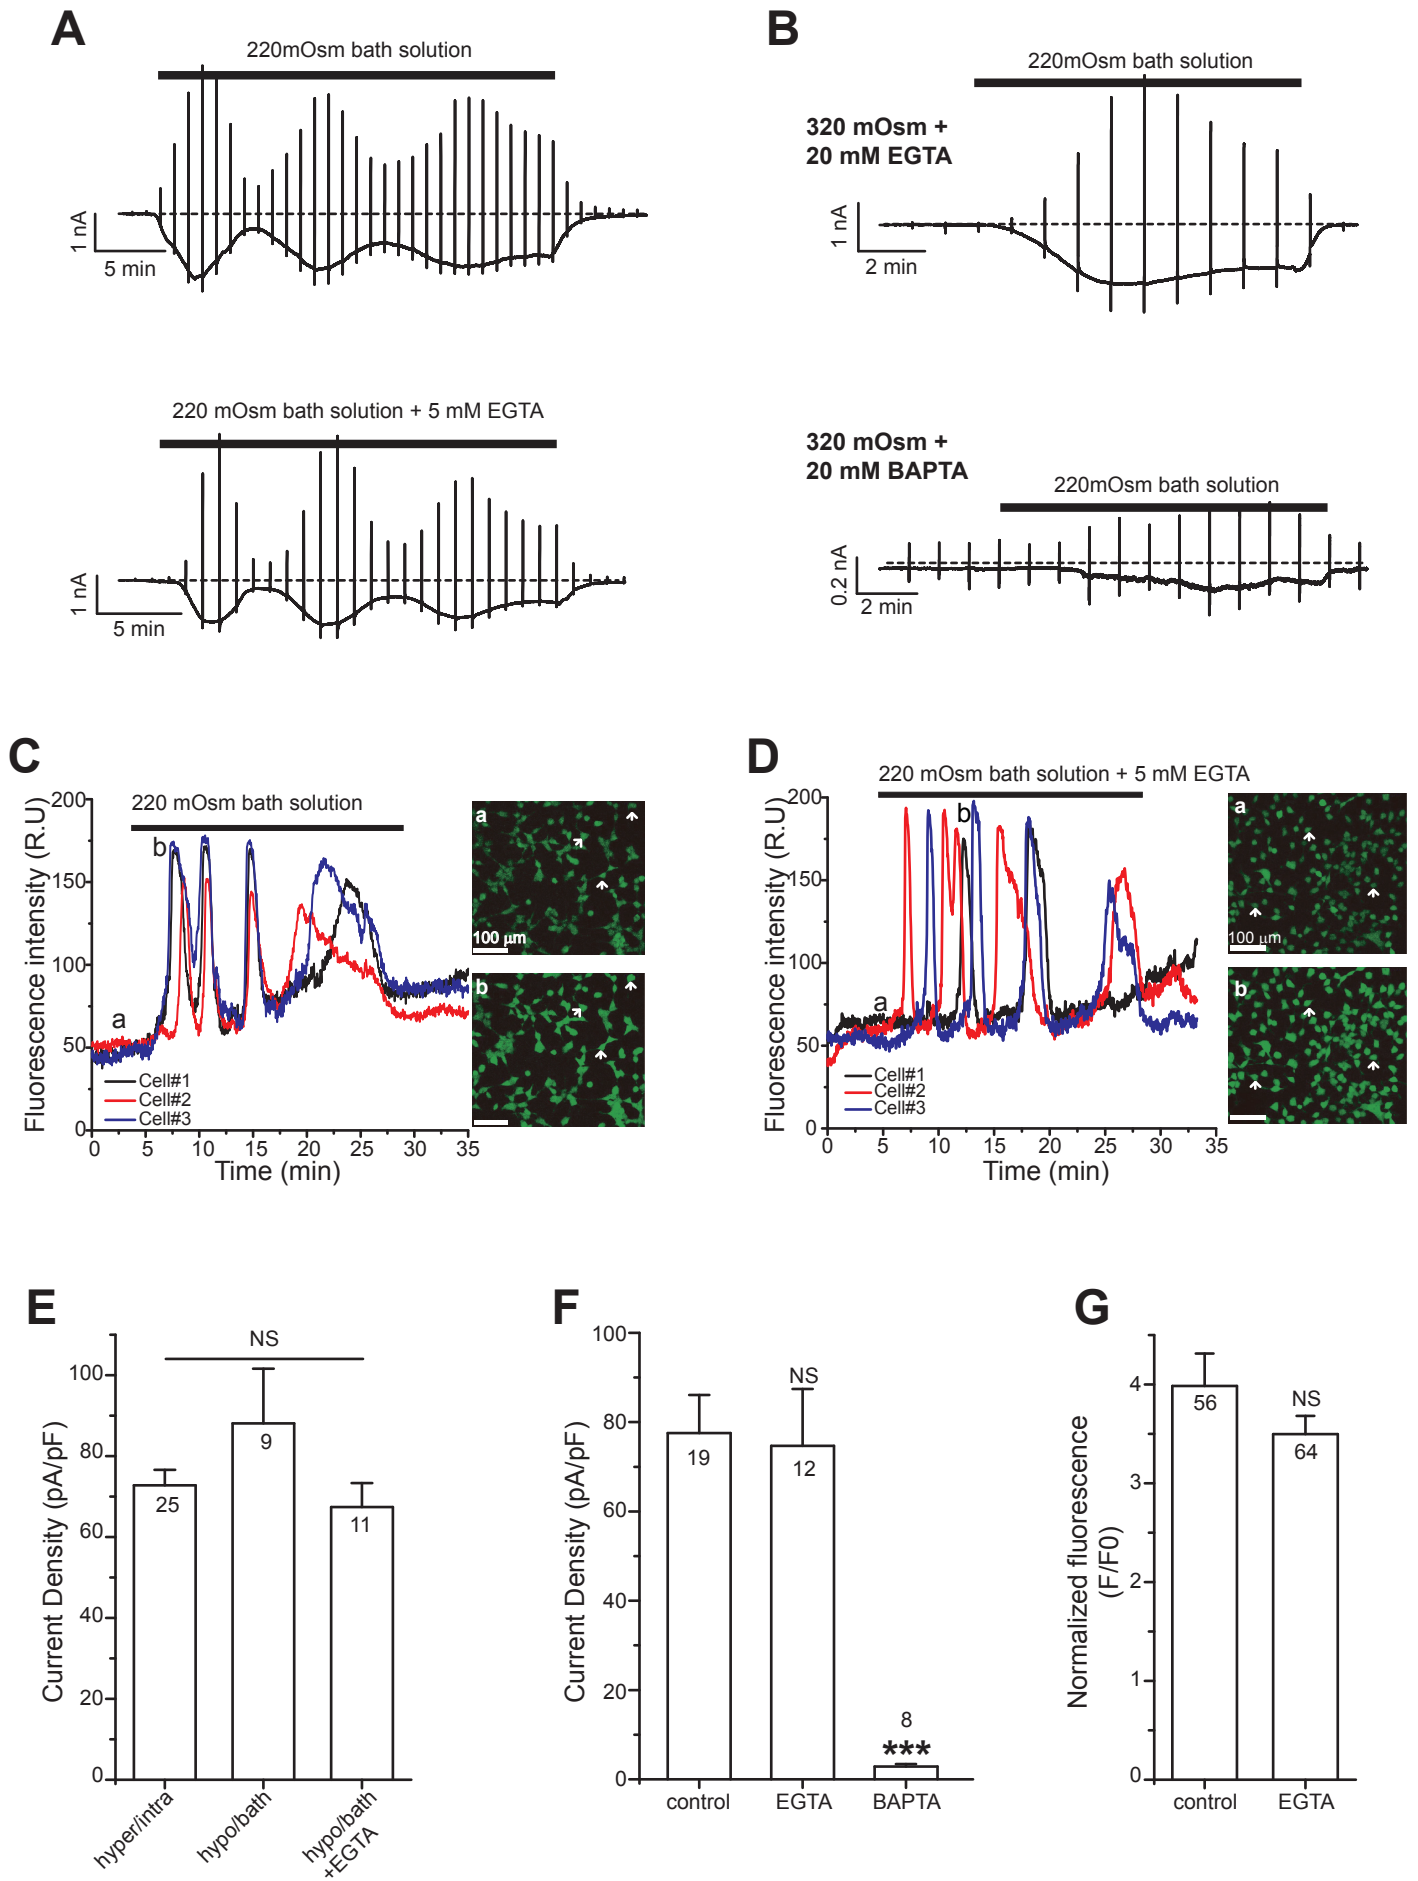 A
220mOsm bath solution
1 nA
5 min
220 mOsm bath solution + 5 mM EGTA
1 nA
5 min
B
220mOsm bath solution
320 mOsm +
20 mM EGTA
1 nA
2 min
320 mOsm +
20 mM BAPTA
220mOsm bath solution
0.2 nA
2 min
C
220 mOsm bath solution
Fluorescence intensity (R.U)
200
150
100
50
0
b
a
Cell#1
Cell#2
Cell#3
0 5 10 15 20 25 30 35
Time (min)
a
100 µm
b
D
220 mOsm bath solution + 5 mM EGTA
Fluorescence intensity (R.U)
200
150
100
50
0
b
a
Cell#1
Cell#2
Cell#3
0 5 10 15 20 25 30 35
Time (min)
a
100 µm
b
E
NS
Current Density (pA/pF)
100
80
60
40
20
0
25
9
11
hyper/intra
hypo/bath
hypo/bath
+EGTA
F
Current Density (pA/pF)
100
80
60
40
20
0
NS
19
12
8
***
control EGTA BAPTA
G
Normalized fluorescence
(F/F0)
4
3
2
1
0
56
NS
64
control EGTA